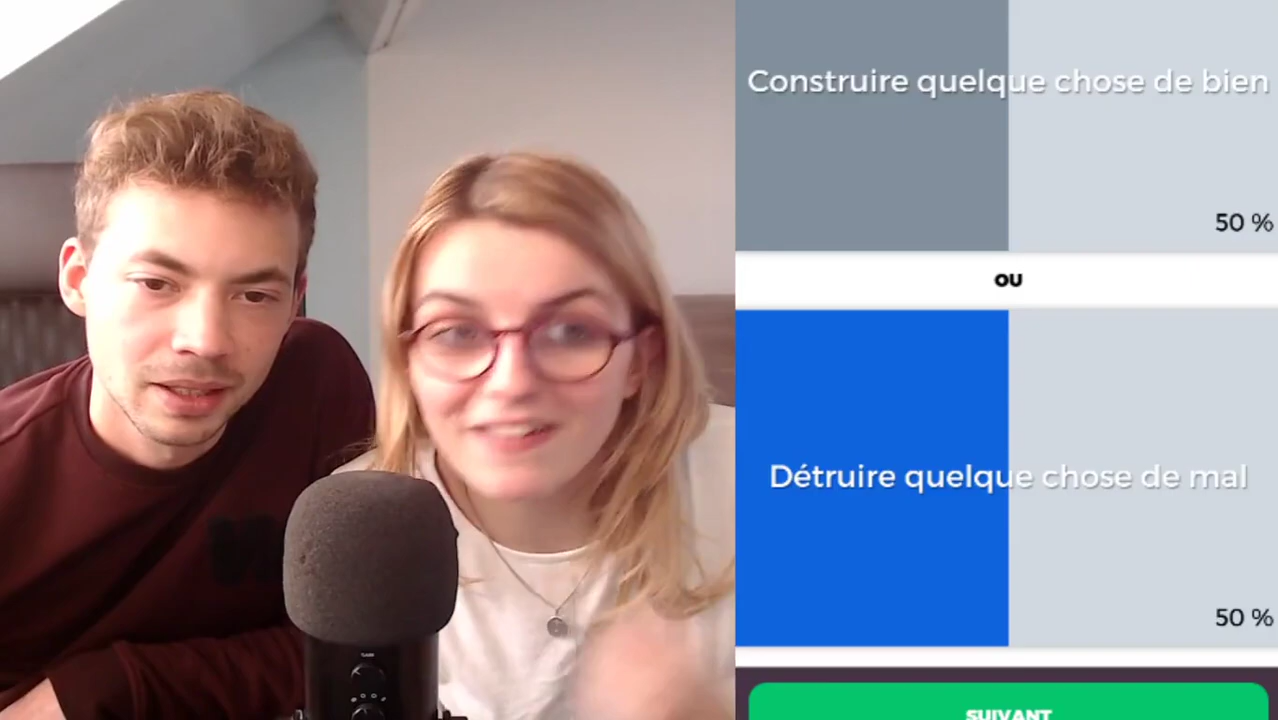 Construire quelque chose de bien
50 %
OU
Détruire quelque chose de mal
50 %
SUIVANT